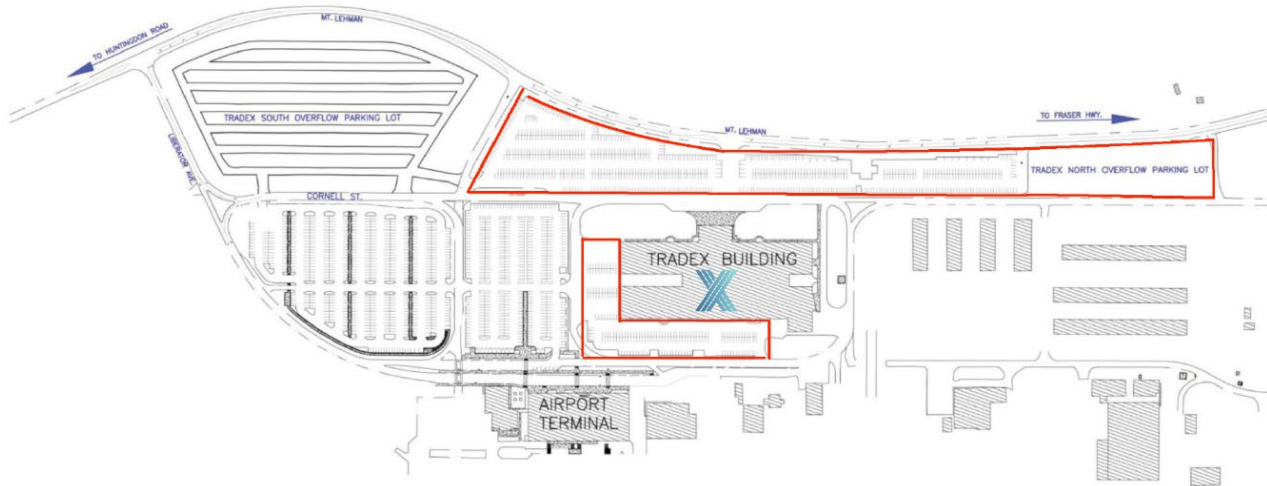 MT. LEHMAN
TO HUNTINGDON ROAD
TRADEX SOUTH OVERFLOW PARKING LOT
TO FRASER HWY.
MT. LEHMAN
LIBERATOR AVE.
TRADEX NORTH OVERFLOW PARKING LOT
CORNELL ST.
TRADEX BUILDING
X
AIRPORT
TERMINAL